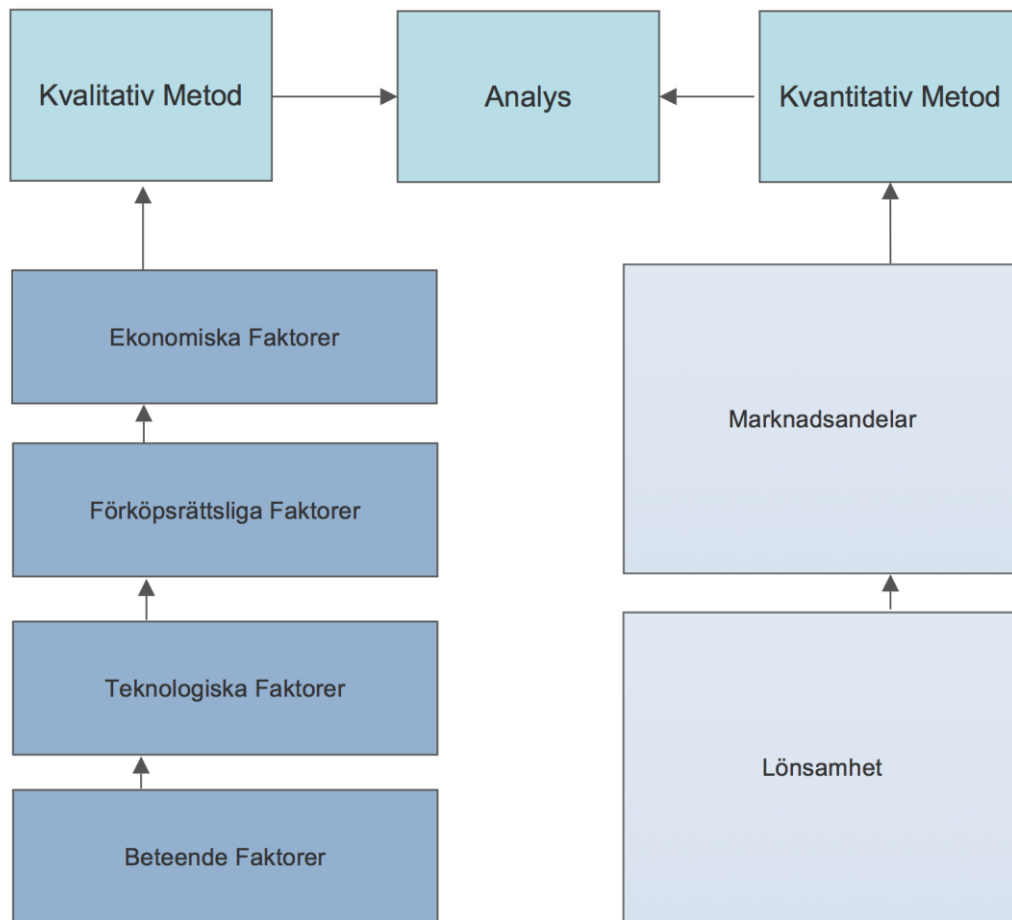 Kvalitativ Metod
Analys
Kvantitativ Metod
Ekonomiska Faktorer
Marknadsandelar
Förköpsrättsliga Faktorer
Teknologiska Faktorer
Lönsamhet
Beteende Faktorer